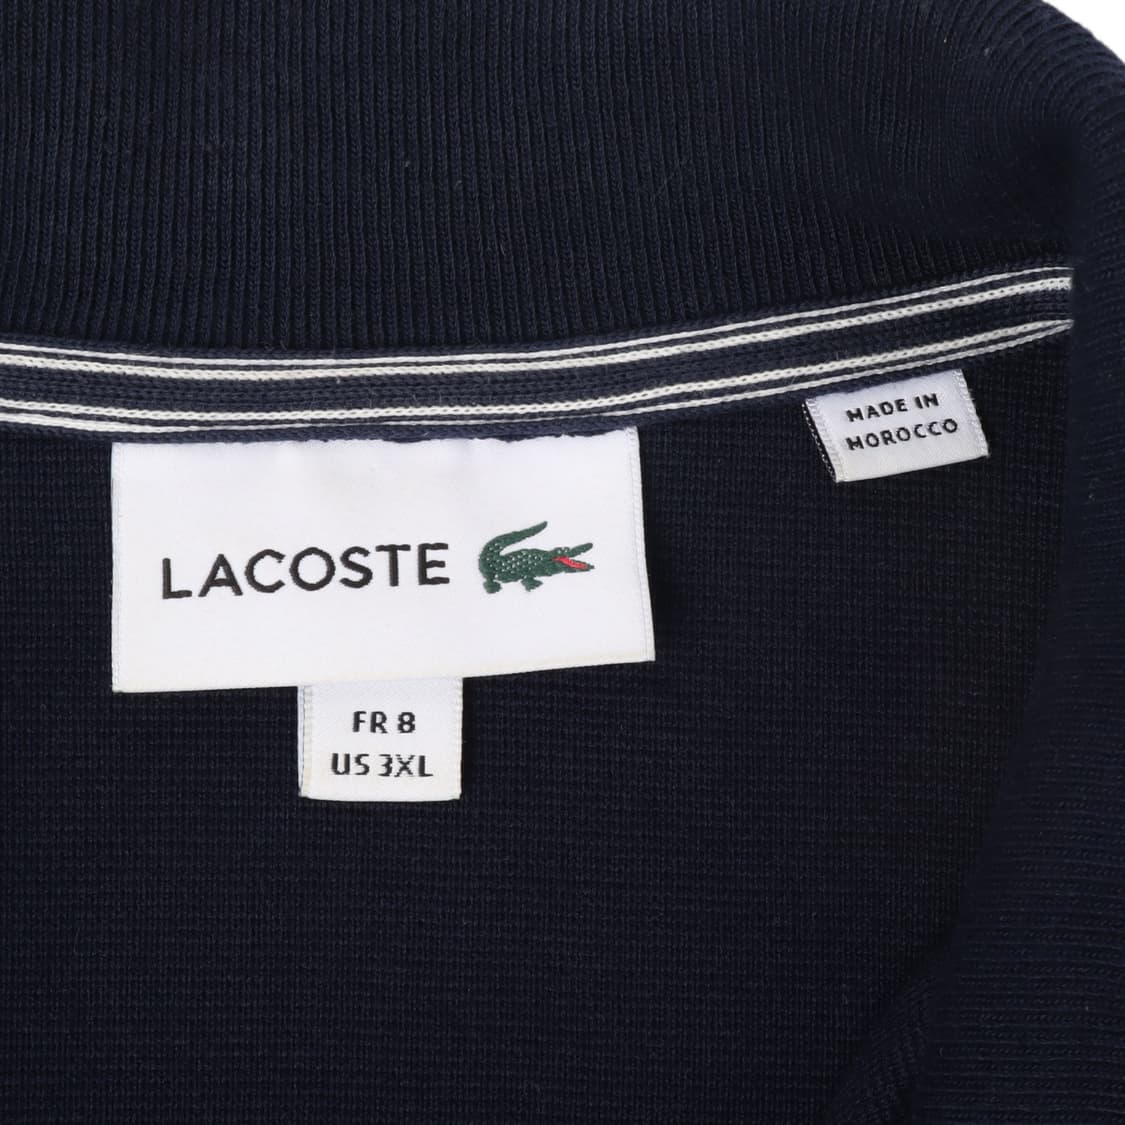 MADE IN
MOROCCO
LACOSTE
FR 8
US 3XL